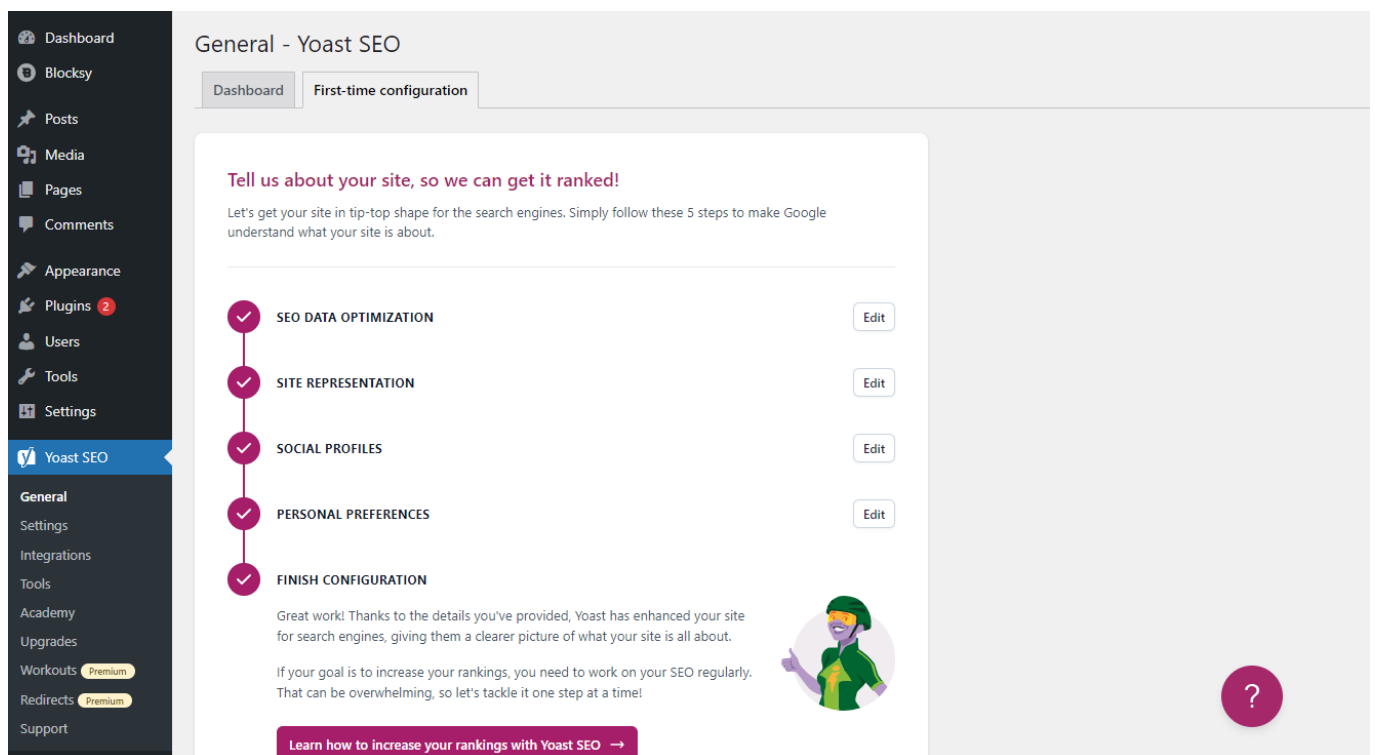 Dashboard
Blocksy
Posts
Media
Pages
Comments
Appearance
Plugins 2
Users
Tools
Settings
Yoast SEO
General
Settings
Integrations
Tools
Academy
Upgrades
Workouts Premium
Redirects Premium
Support
General - Yoast SEO
Dashboard First-time configuration
Tell us about your site, so we can get it ranked!
Let's get your site in tip-top shape for the search engines. Simply follow these 5 steps to make Google
understand what your site is about.
SEO DATA OPTIMIZATION Edit
SITE REPRESENTATION Edit
SOCIAL PROFILES Edit
PERSONAL PREFERENCES Edit
FINISH CONFIGURATION
Great work! Thanks to the details you've provided, Yoast has enhanced your site
for search engines, giving them a clearer picture of what your site is all about.
If your goal is to increase your rankings, you need to work on your SEO regularly.
That can be overwhelming, so let's tackle it one step at a time!
Learn how to increase your rankings with Yoast SEO →
?